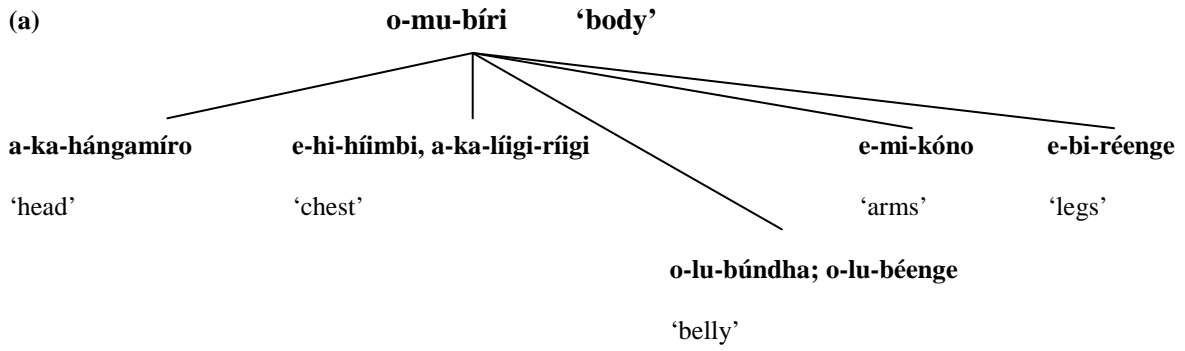 (a) o-mu-bíri ‘body’
a-ka-hángamíro e-hi-híimbi, a-ka-líigi-ríigi e-mi-kóno e-bi-réenge
‘head’ ‘chest’ ‘arms’ ‘legs’
o-lu-búndha; o-lu-béenge
‘belly’